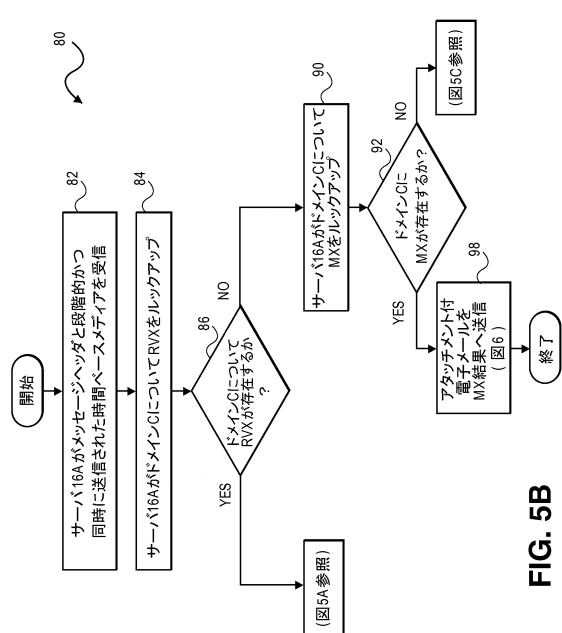 80
開始
82
サーバ16Aがメッセージヘッダと段階的かつ
同時に送信された時間ベースメディアを受信
84
サーバ16AがドメインCについてRVXをルックアップ
86
ドメインCについて
RVXが存在するか
?
YES
NO
(図5A参照)
90
サーバ16AがドメインCについて
MXをルックアップ
92
ドメインCに
MXが存在するか?
YES
NO
(図5C参照)
98
アタッチメント付
電子メールを
MX結果へ送信
(図6)
終了
FIG. 5B